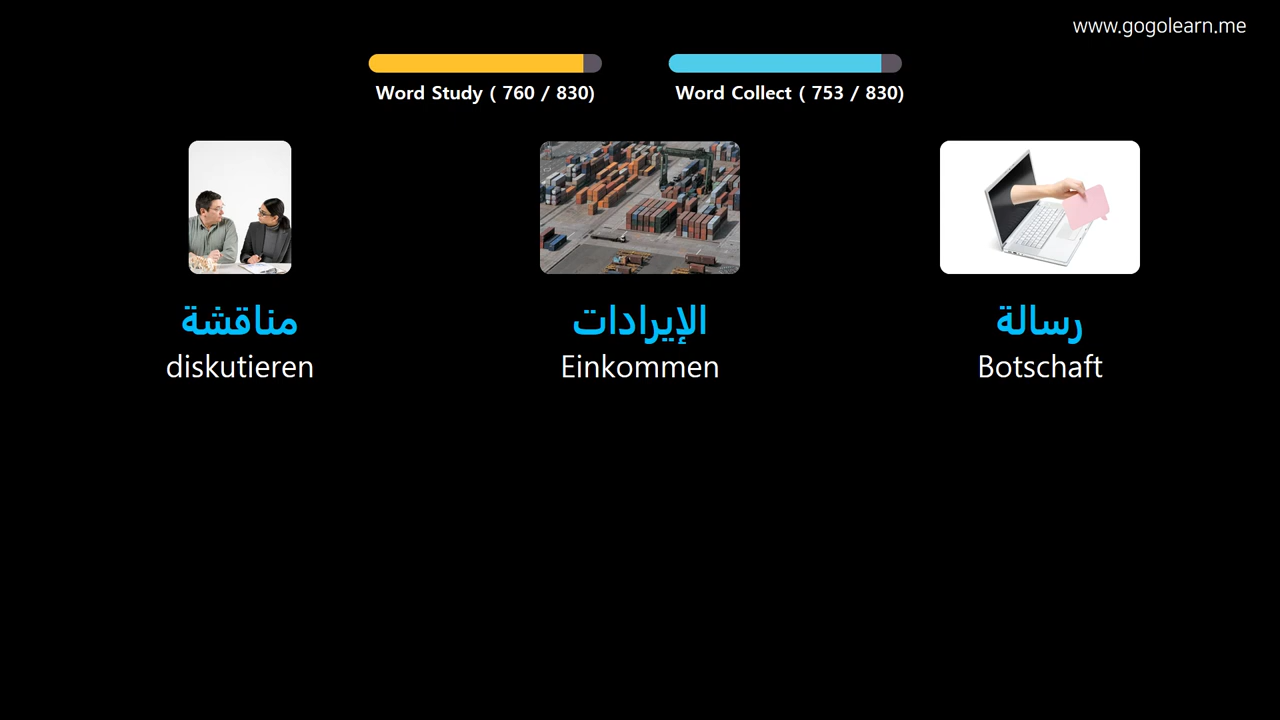 www.gogolearn.me
Word Study ( 760 / 830)
Word Collect ( 753 / 830)
مناقشة
diskutieren
الإيرادات
Einkommen
رسالة
Botschaft